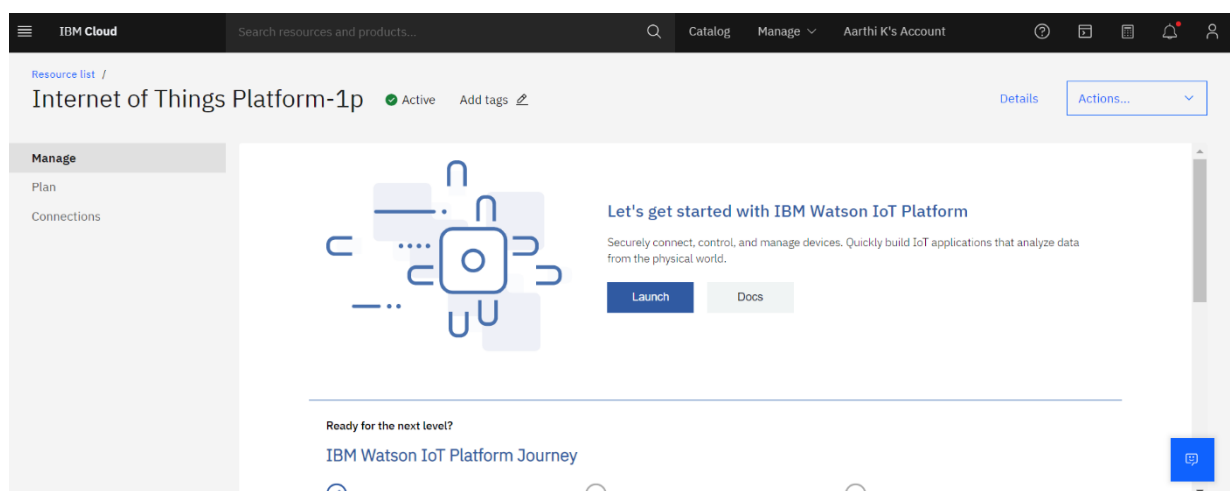 IBM Cloud
Search resources and products...
Catalog
Manage
Aarthi K's Account
Resource list /
Internet of Things Platform-1p
Active
Add tags
Details
Actions...
Manage
Plan
Connections
Let's get started with IBM Watson IoT Platform
Securely connect, control, and manage devices. Quickly build IoT applications that analyze data
from the physical world.
Launch
Docs
Ready for the next level?
IBM Watson IoT Platform Journey